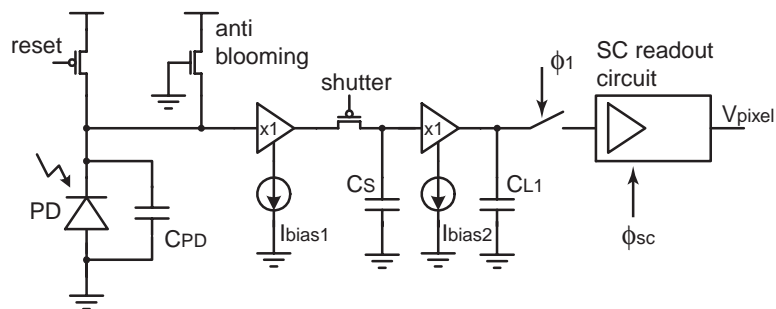 reset
anti
blooming
shutter
ϕ1
SC readout
circuit
x1
x1
Vpixel
PD
CPD
Ibias1
CS
Ibias2
CL1
ϕsc